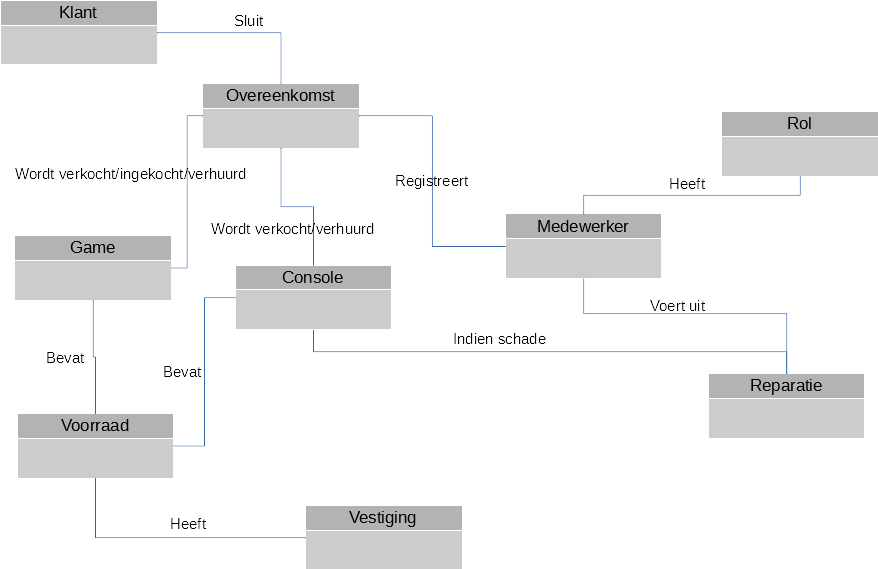 Klant
Sluit
Overeenkomst
Rol
Wordt verkocht/ingekocht/verhuurd
Registreert
Heeft
Wordt verkocht/verhuurd
Medewerker
Game
Console
Voert uit
Indien schade
Bevat
Bevat
Reparatie
Voorraad
Heeft
Vestiging